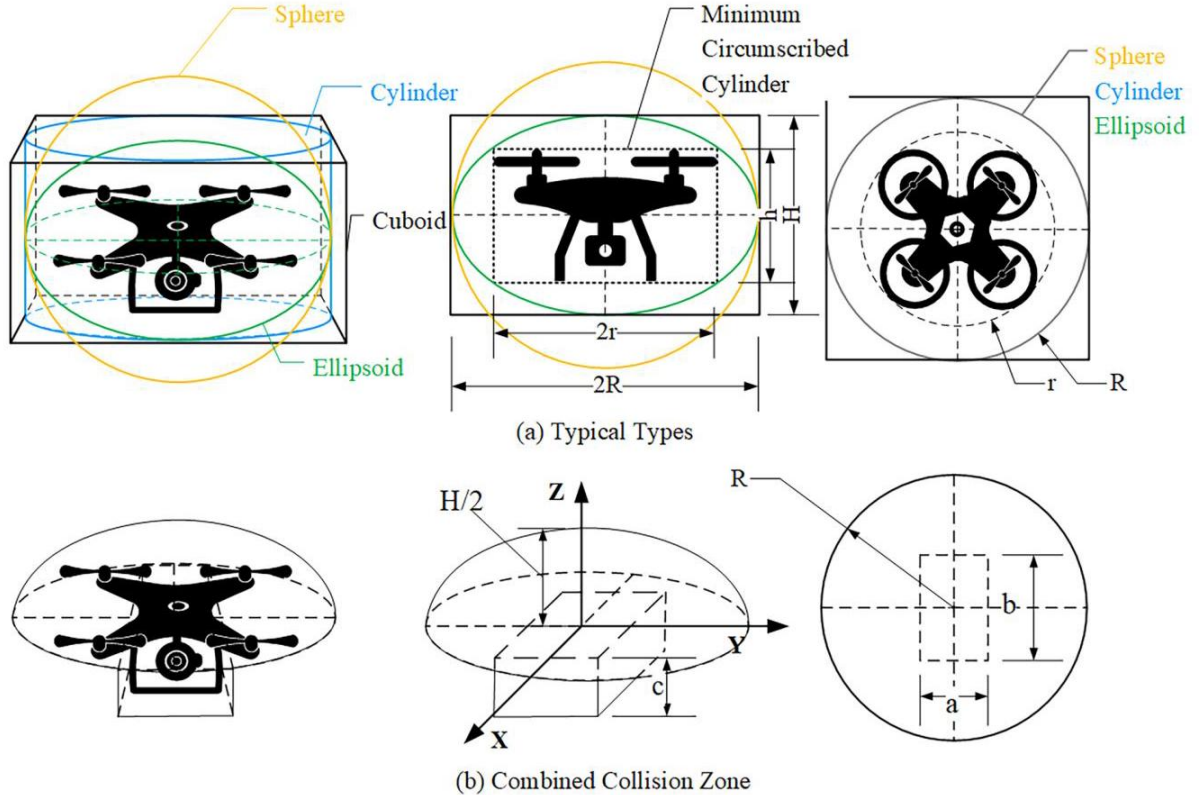 Sphere
Cylinder
Cuboid
Ellipsoid
Minimum
Circumscribed
Cylinder
h
H
2r
2R
Sphere
Cylinder
Ellipsoid
r
R
(a) Typical Types
H/2
Z
Y
X
c
R
b
a
(b) Combined Collision Zone